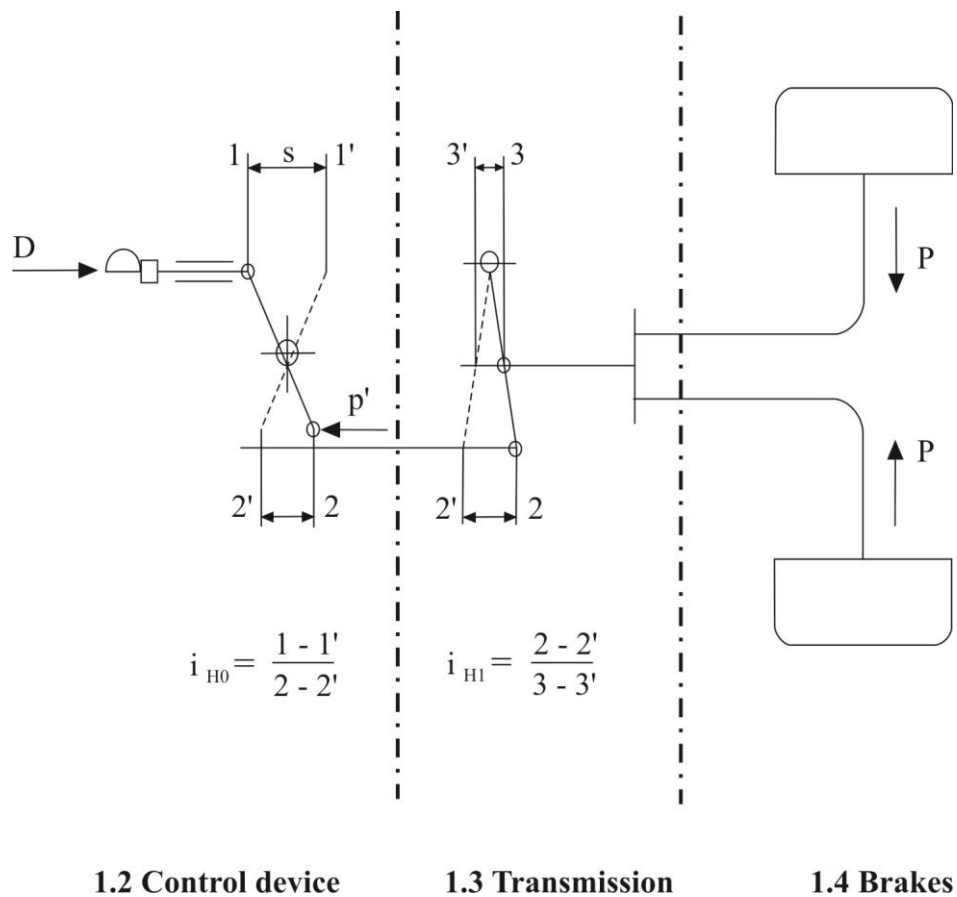 1 s 1' 3' 3
D
P
p'
P
2' 2 2' 2
i H0 = 1 - 1' / 2 - 2'
i H1 = 2 - 2' / 3 - 3'
1.2 Control device 1.3 Transmission 1.4 Brakes